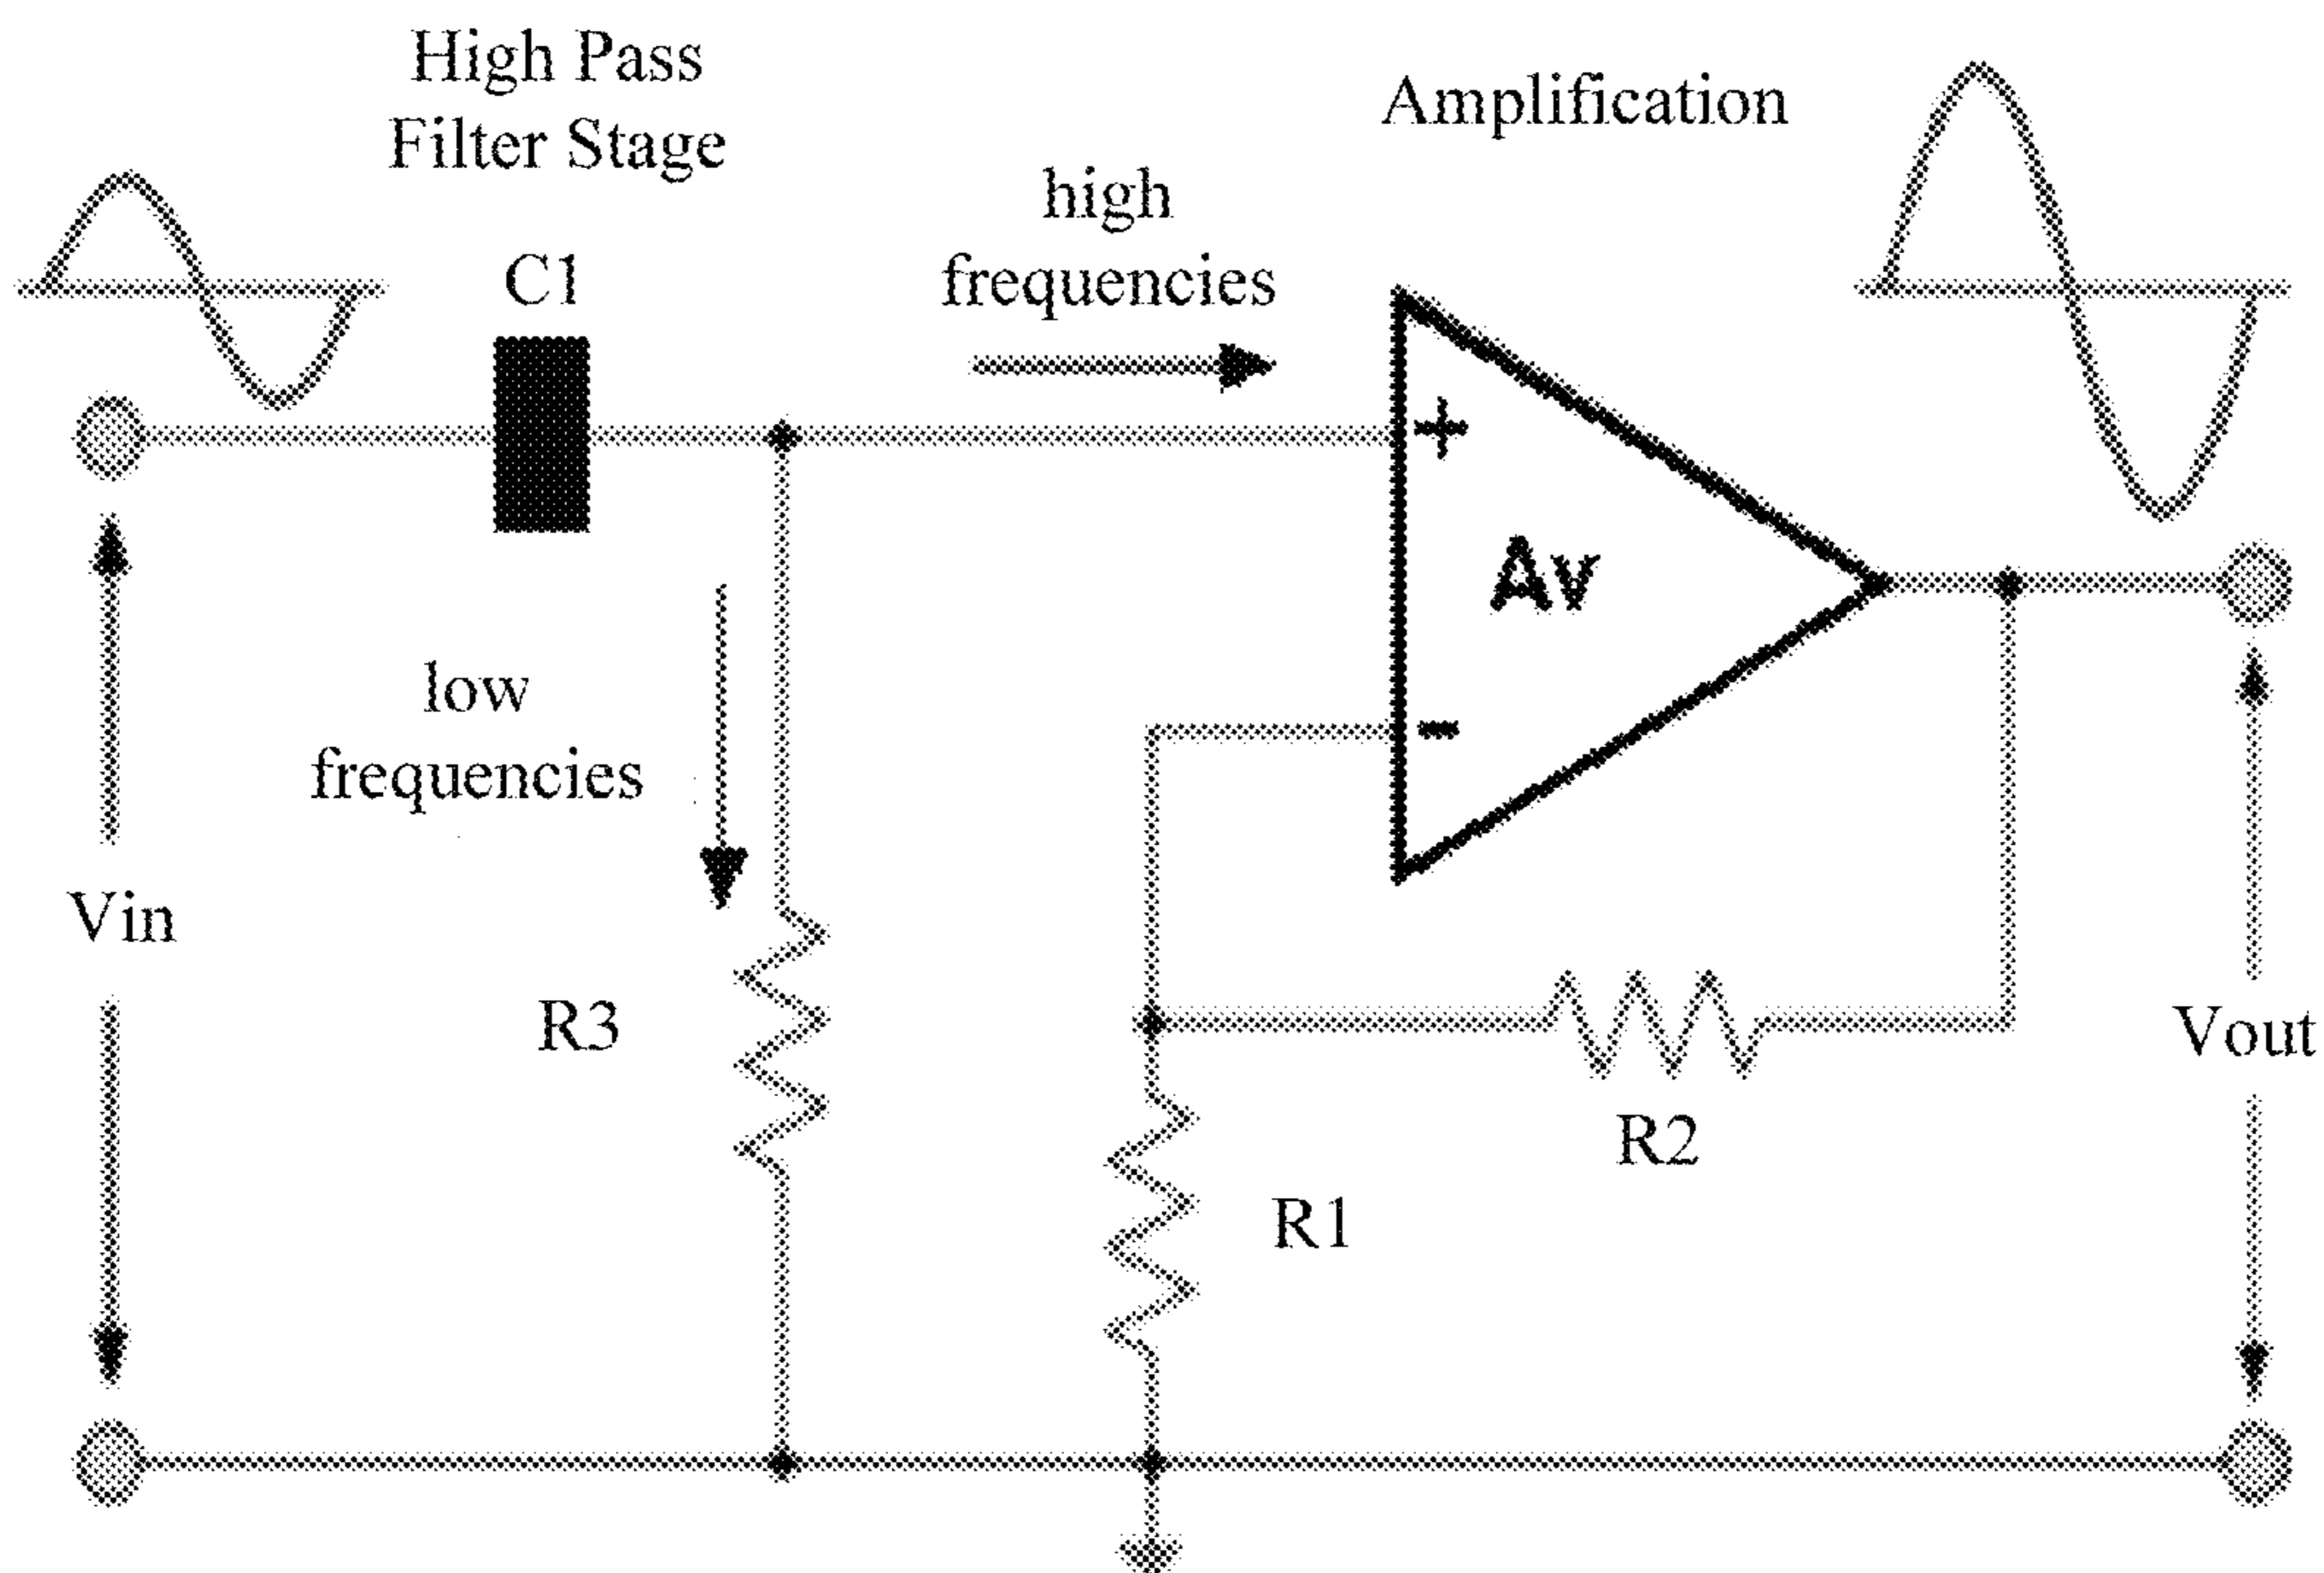 High Pass
Filter Stage
Amplification
high
frequencies
C1
+
Av
low
frequencies
-
Vin
R3
Vout
R2
R1